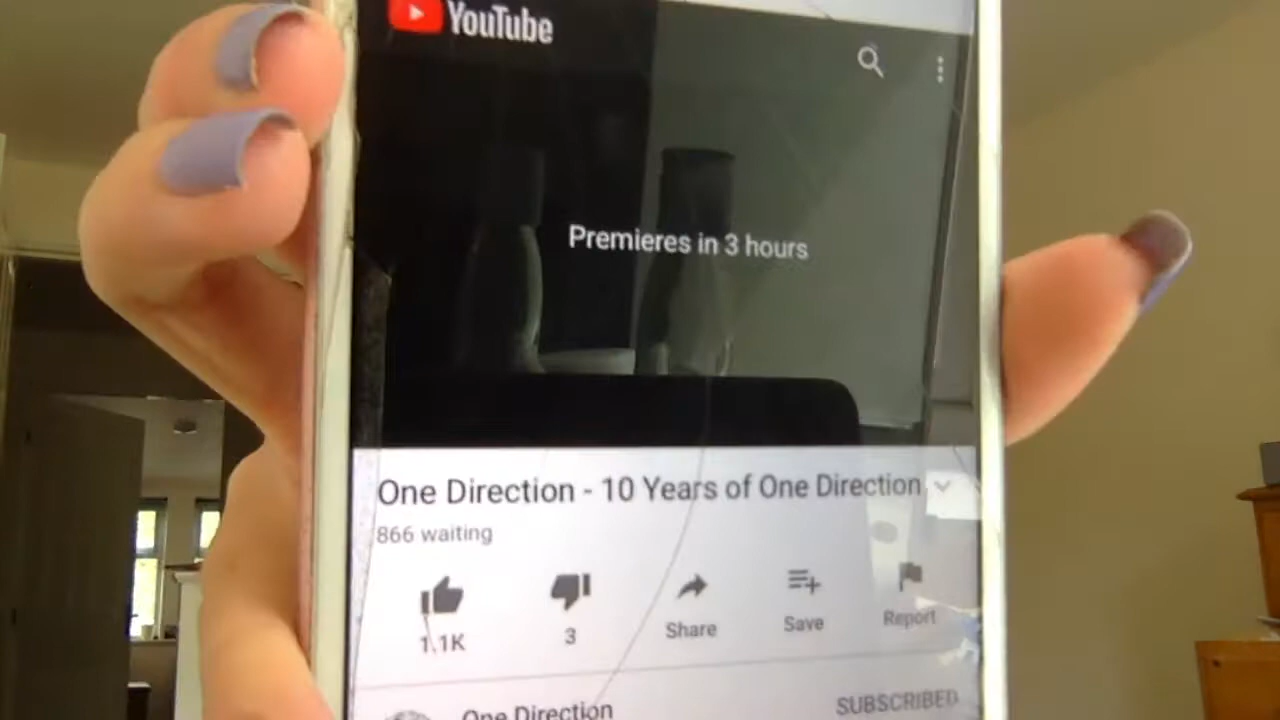 YouTube
Premieres in 3 hours
One Direction - 10 Years of One Direction
866 waiting
1.1K
3
Share
Save
Report
One Direction
SUBSCRIBED